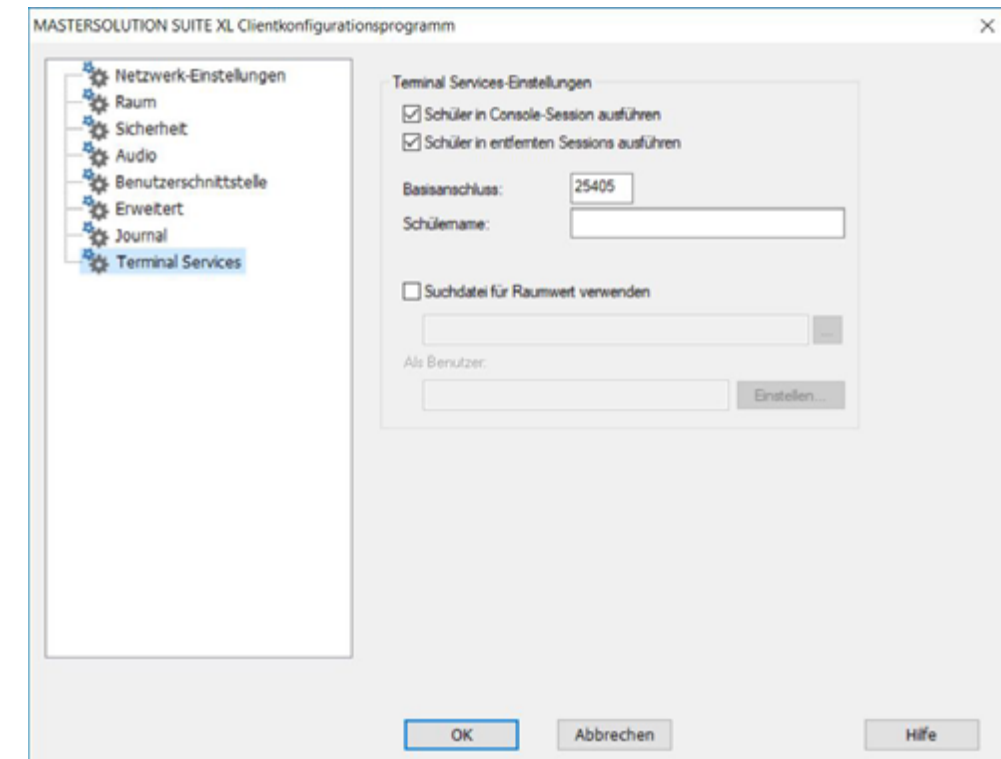 MASTERSOLUTION SUITE XL Clientkonfigurationsprogramm
Netzwerk-Einstellungen
Raum
Sicherheit
Audio
Benutzerschnittstelle
Erweitert
Journal
Terminal Services
Terminal Services-Einstellungen
Schüler in Console-Session ausführen
Schüler in entfernten Sessions ausführen
Basisanschluss: 25405
Schülername:
Suchdatei für Raumwert verwenden
...
Als Benutzer:
Einstellen...
OK Abbrechen Hilfe